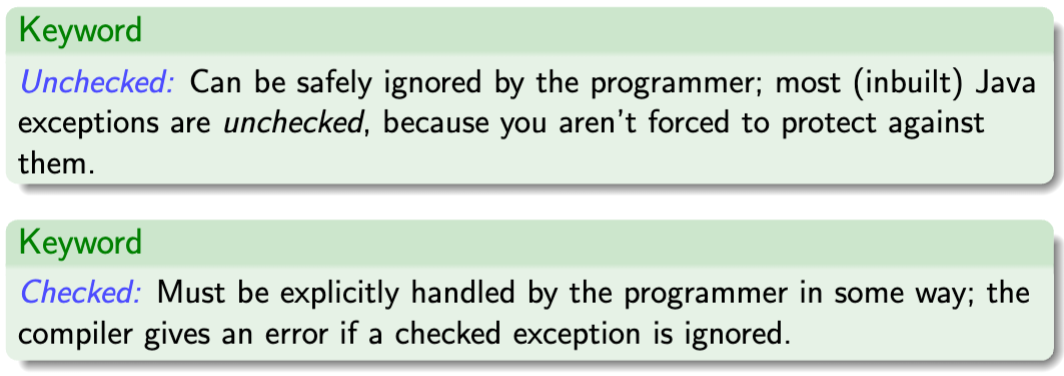 Keyword
Unchecked: Can be safely ignored by the programmer; most (inbuilt) Java
exceptions are unchecked, because you aren't forced to protect against
them.
Keyword
Checked: Must be explicitly handled by the programmer in some way; the
compiler gives an error if a checked exception is ignored.